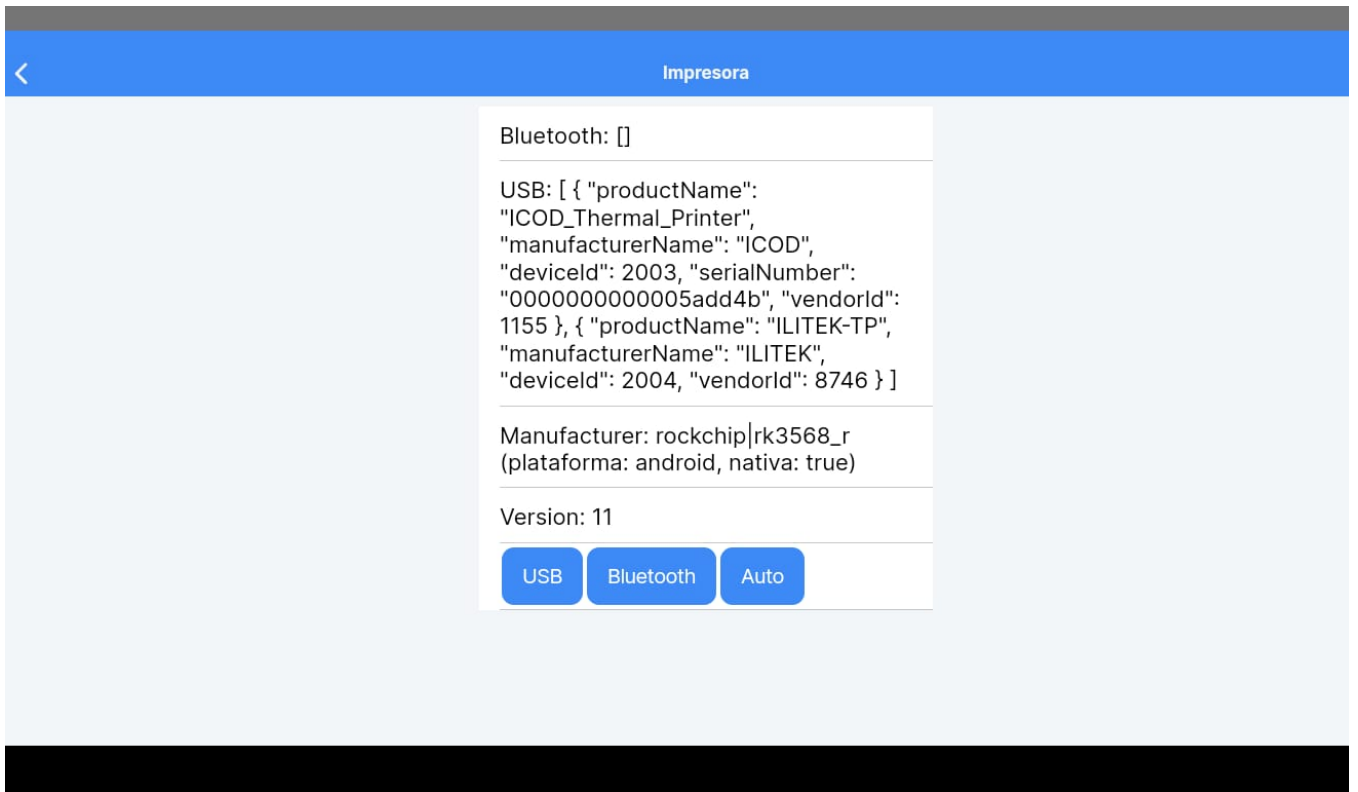 Impresora
Bluetooth: []
USB: [ { "productName":
"ICOD_Thermal_Printer",
"manufacturerName": "ICOD",
"deviceId": 2003, "serialNumber":
"0000000000005add4b", "vendorId":
1155 }, { "productName": "ILITEK-TP",
"manufacturerName": "ILITEK",
"deviceId": 2004, "vendorId": 8746 } ]
Manufacturer: rockchip|rk3568_r
(plataforma: android, nativa: true)
Version: 11
USB Bluetooth Auto